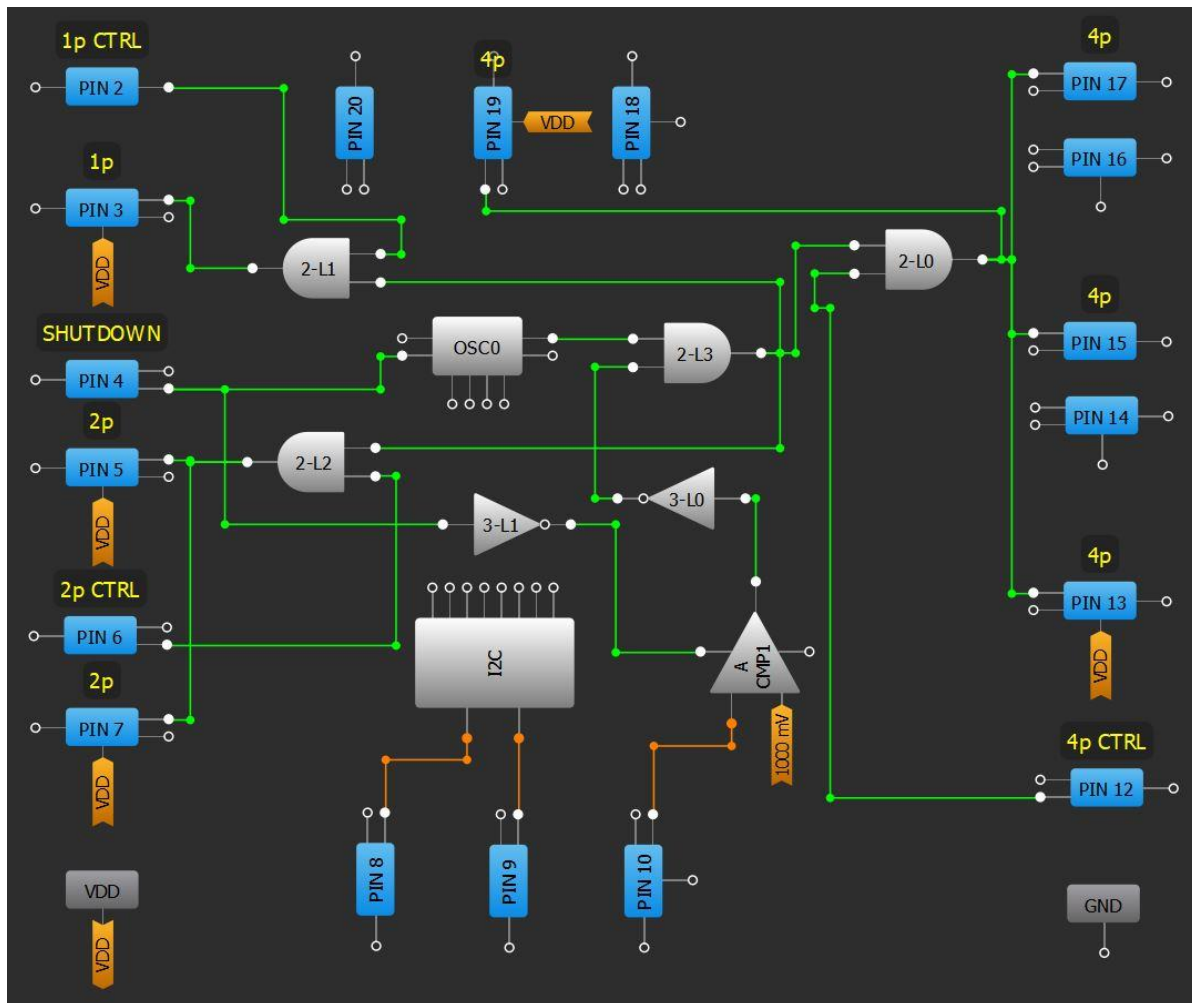 1p CTRL
PIN 2
PIN 20
4p
PIN 19
VDD
PIN 18
4p
PIN 17
PIN 16
1p
PIN 3
VDD
2-L1
2-L0
SHUTDOWN
PIN 4
OSC0
2-L3
4p
PIN 15
2p
PIN 5
VDD
2-L2
PIN 14
3-L0
3-L1
2p CTRL
PIN 6
I2C
A CMP1
1000 mV
4p
PIN 13
VDD
2p
PIN 7
VDD
4p CTRL
PIN 12
PIN 8
PIN 9
PIN 10
VDD
VDD
GND